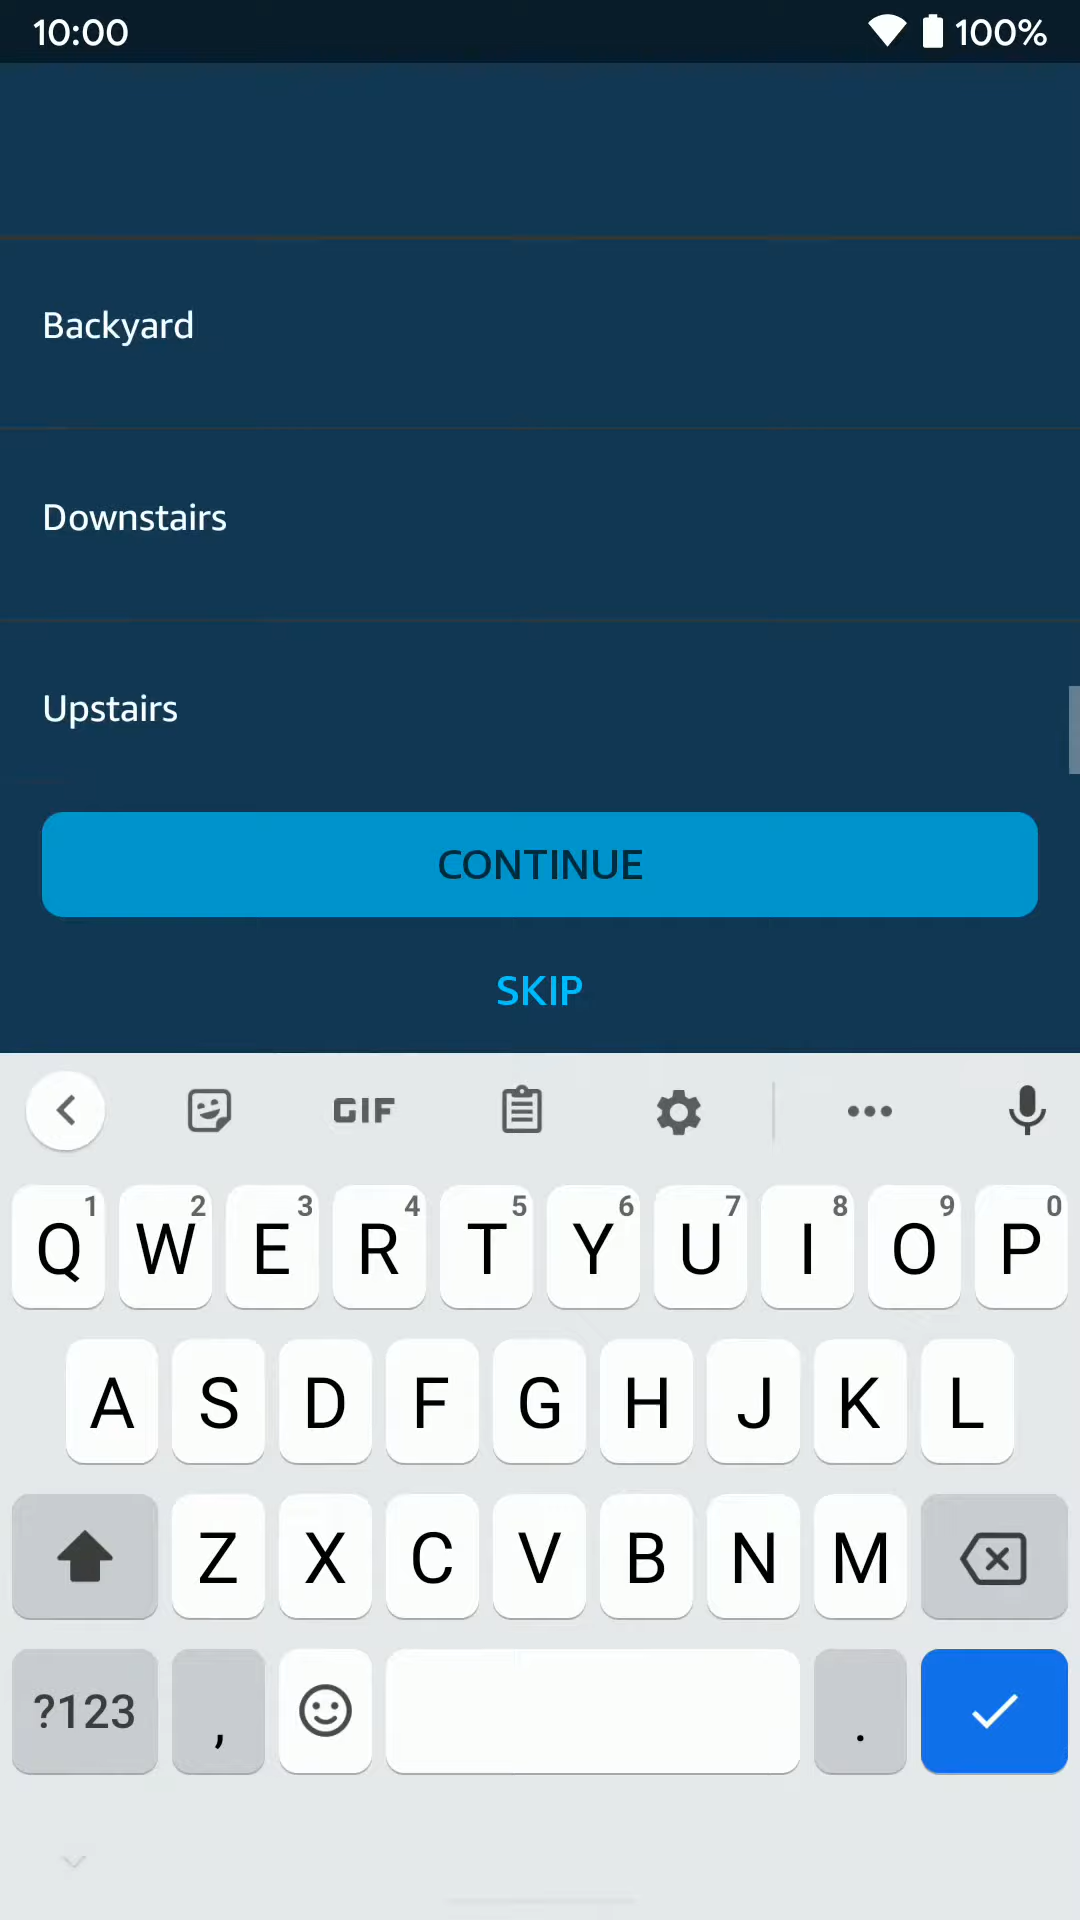 10:00 100%
Backyard
Downstairs
Upstairs
CONTINUE
SKIP
GIF
1 2 3 4 5 6 7 8 9 0
Q W E R T Y U I O P
A S D F G H J K L
Z X C V B N M
?123 , .